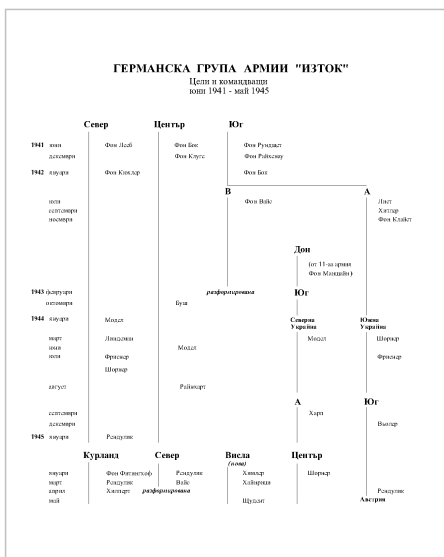 ГЕРМАНСКА ГРУПА АРМИИ "ИЗТОК"
Цели и командващи
юни 1941 - май 1945
Север Център Юг
1941 юни Фон Лееб Фон Бок Фон Рундщет
декември Фон Клуге Фон Райхенау
1942 януари Фон Кюхлер Фон Бок
В А
юли Фон Вайс Лист
септември Хитлер
ноември Фон Клайст
Дон
(от 11-та армия
Фон Манщайн)
1943 февруари разформирована Юг
октомври Буш
1944 януари Модел Северна Украйна Южна Украйна
март Линдеман Модел Шорнер
юни Модел
юли Фриснер Фриснер
Шорнер
август Райнхарт
А Юг
септември Харп
декември Вьолер
1945 януари Рендулик
Курланд Север Висла Център
(нова)
януари Фон Фитингхоф Рендулик Химлер Шорнер
март Рендулик Вайс Хайнрици
април Хилперт разформирована Рендулик
май Щудент Австрия